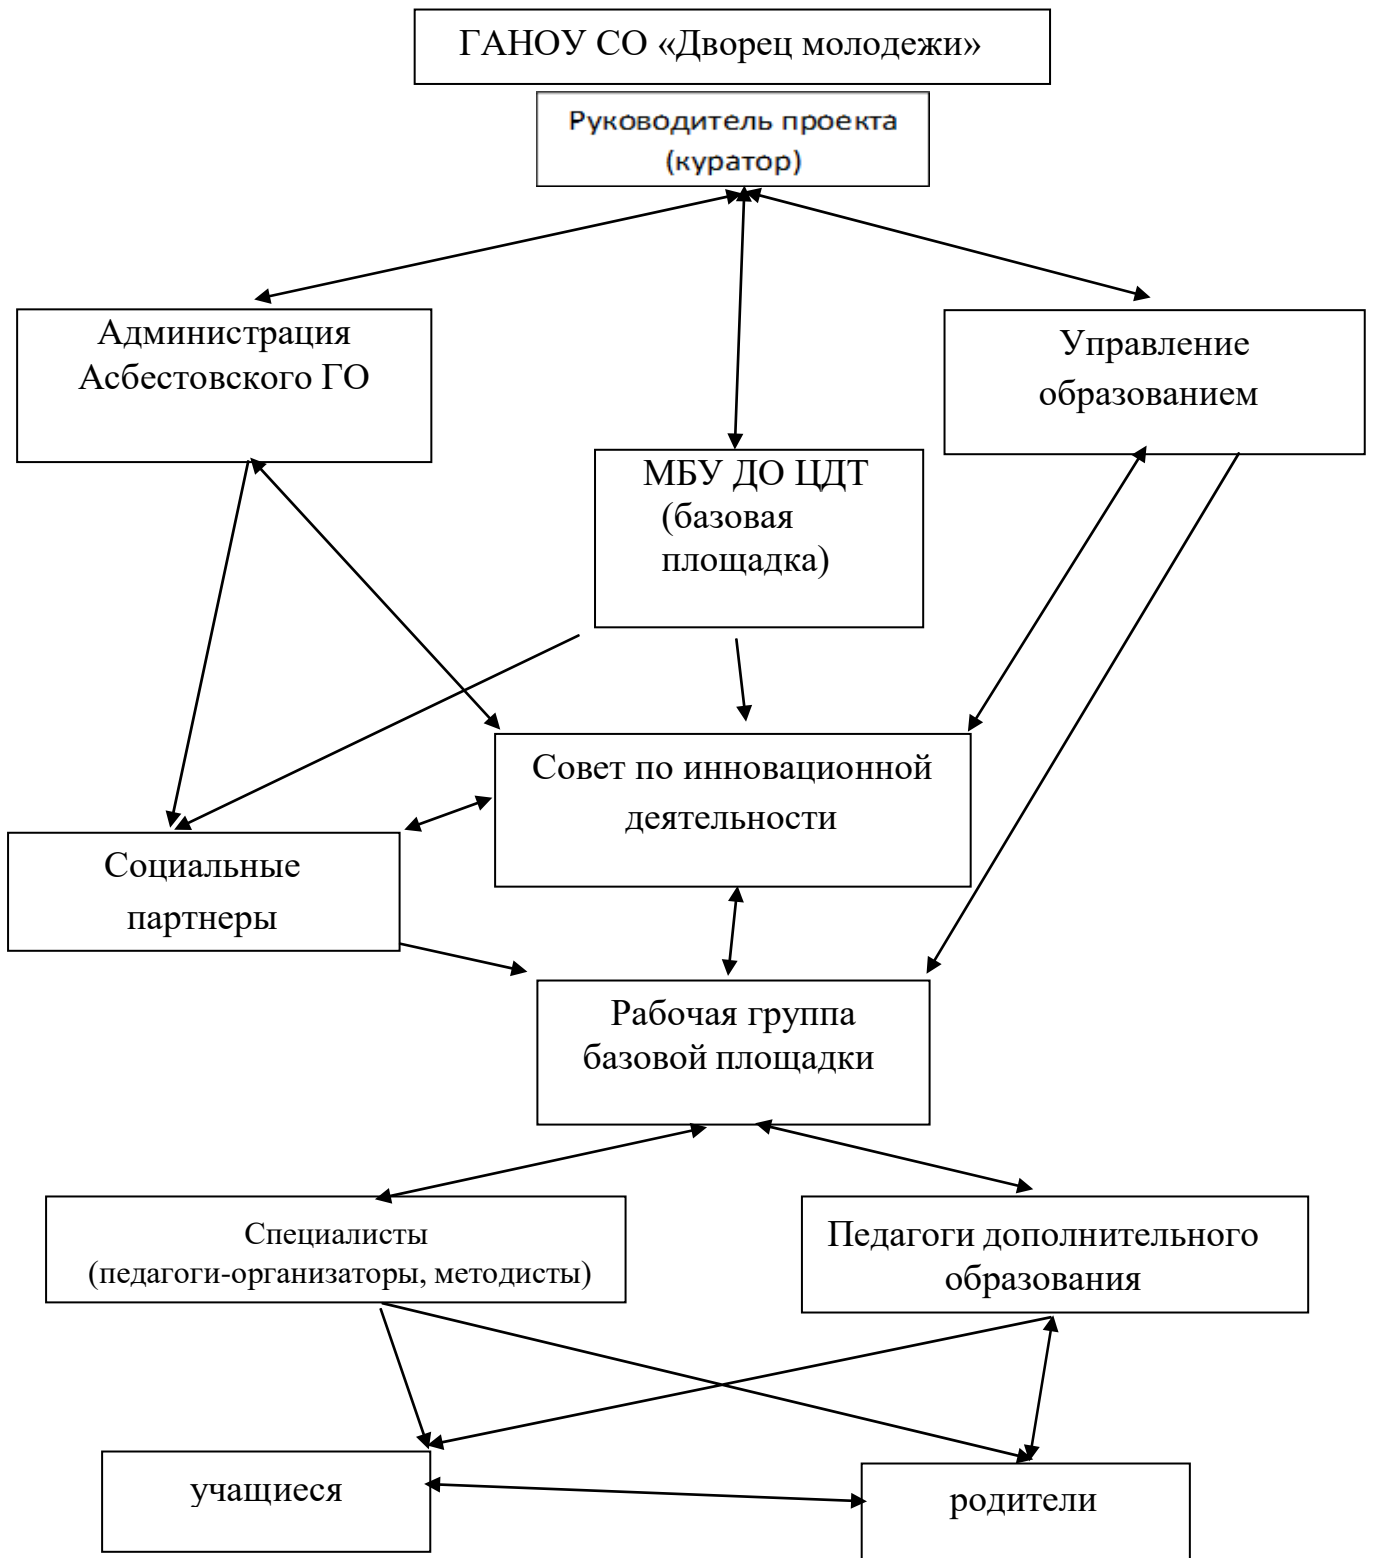 ГАНОУ СО «Дворец молодежи»
Руководитель проекта
(куратор)
Администрация
Асбестовского ГО
Управление
образованием
МБУ ДО ЦДТ
(базовая
площадка)
Совет по инновационной
деятельности
Социальные
партнеры
Рабочая группа
базовой площадки
Специалисты
(педагоги-организаторы, методисты)
Педагоги дополнительного
образования
учащиеся
родители